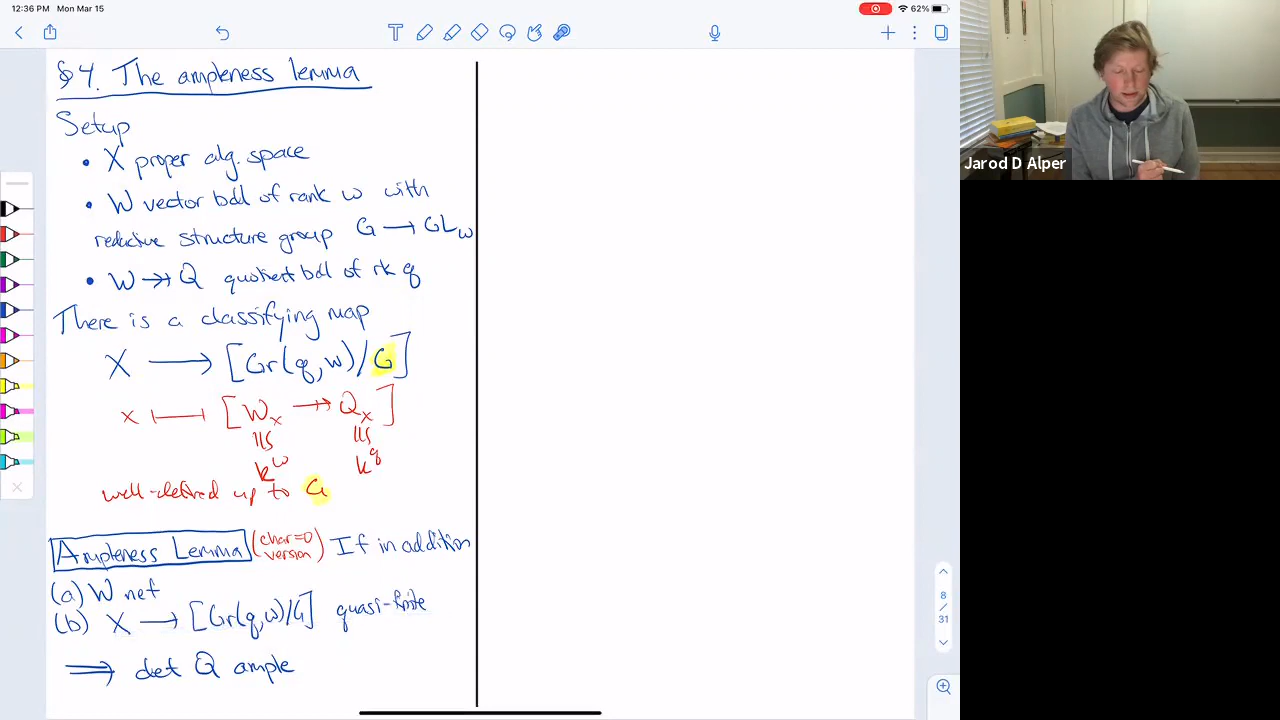 12:36 PM Mon Mar 15
62%
§4. The ampleness lemma
Setup
• X proper alg. space
• W vector bdl of rank w with
reductive structure group G → GL_w
• W ↠ Q quotient bdl of rk q
There is a classifying map
X ⟶ [Gr(q,w)/G]
x ⟼ [W_x ↠ Q_x]
k^w k^q
well-defined up to G
Ampleness Lemma (char=0 version) If in addition
(a) W nef
(b) X ⟶ [Gr(q,w)/G] quasi-finite
⟹ det Q ample
Jarod D Alper
8
/
31